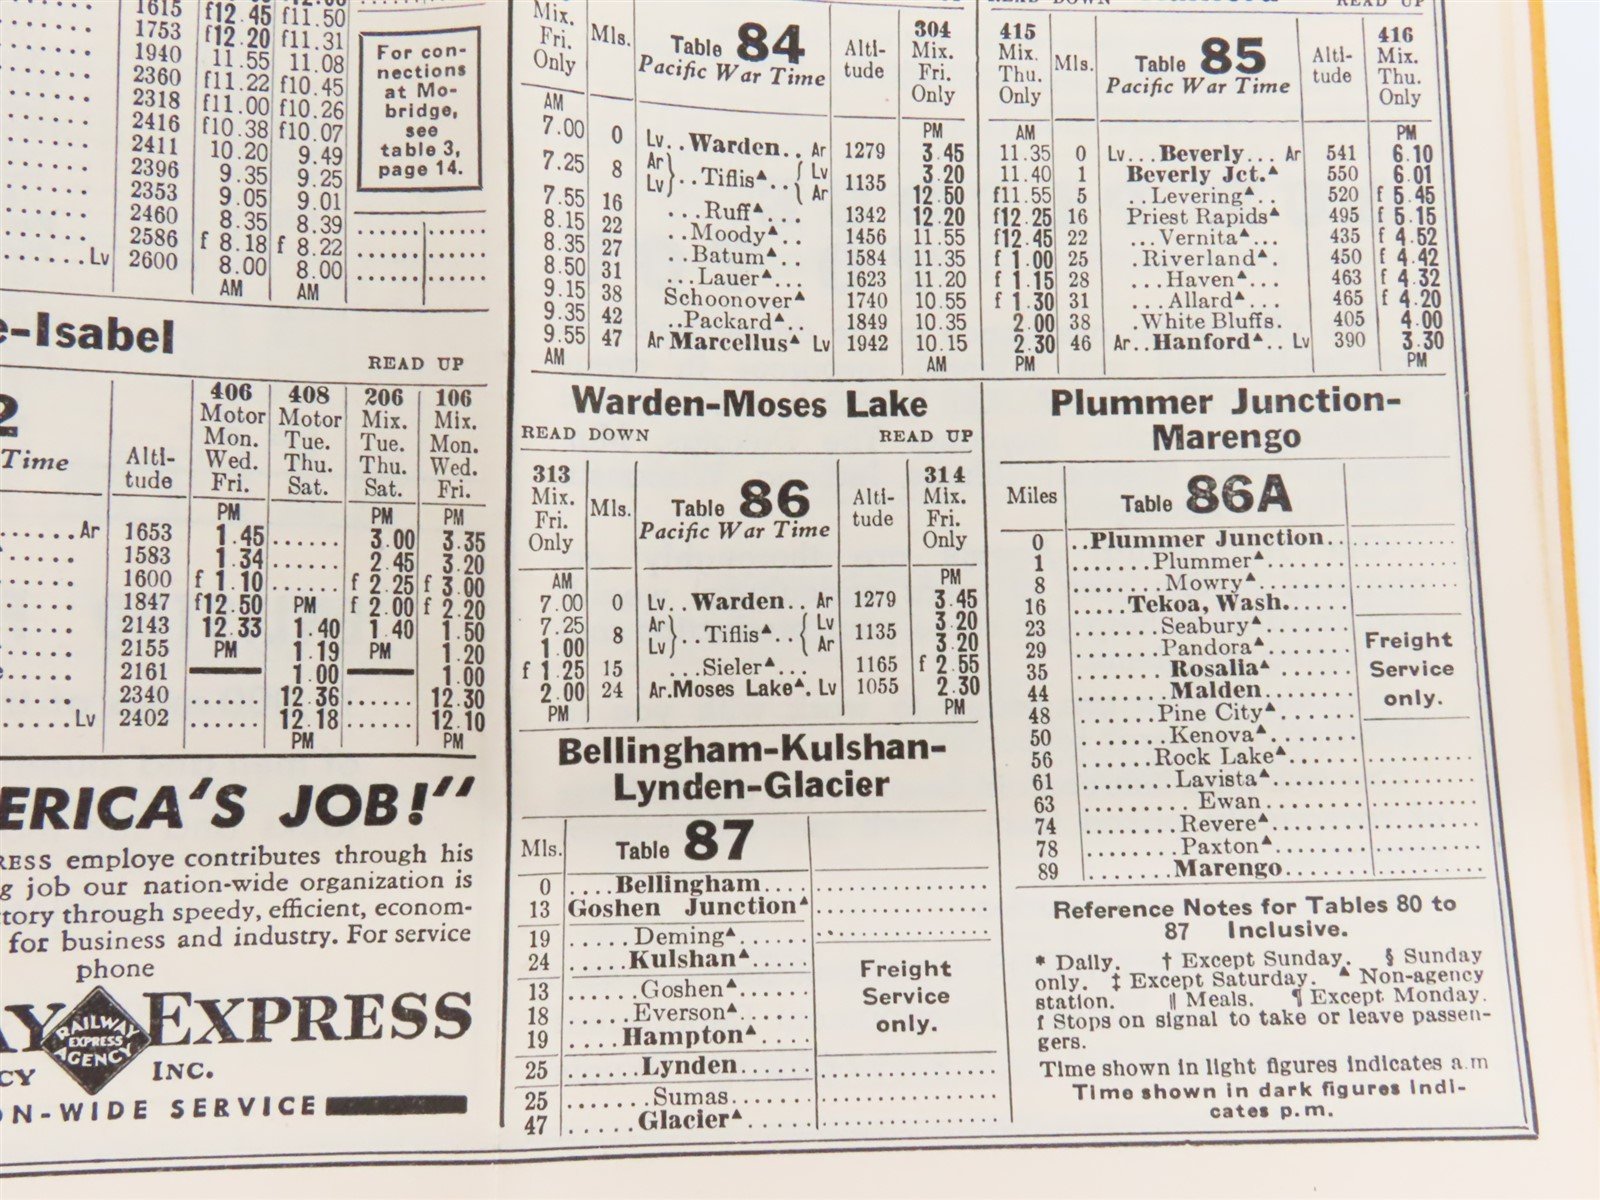 1615 f12.45 f11.50
1753 f12.20 f11.31
1940 11.55 11.08
2360 f11.22 f10.45
2318 f11.00 f10.26
2416 f10.38 f10.07
2411 10.20 9.49
2396 9.35 9.25
2353 9.05 9.01
2460 8.35 8.39
2586 f 8.18 f 8.22
Lv 2600 8.00 8.00
AM AM
For con-
nections
at Mo-
bridge,
see
table 3,
page 14.
e-Isabel
READ UP
2
Time
Alti-
tude
406 408 206 106
Motor Motor Mix. Mix.
Mon. Tue. Tue. Mon.
Wed. Thu. Thu. Wed.
Fri. Sat. Sat. Fri.
PM PM PM
Ar 1653 1.45 ...... 3.00 3.35
1583 1.34 ...... 2.45 3.20
1600 f 1.10 ...... f 2.25 f 3.00
1847 f12.50 PM f 2.00 f 2.20
2143 12.33 1.40 1.40 1.50
2155 PM 1.19 PM 1.20
2161 1.00 1.00
2340 ...... 12.36 ...... 12.30
Lv 2402 ...... 12.18 ...... 12.10
PM PM
ERICA'S JOB!"
RESS employe contributes through his
g job our nation-wide organization is
ctory through speedy, efficient, econom-
for business and industry. For service
phone
AY EXPRESS
RAILWAY
EXPRESS
AGENCY
CY INC.
ON-WIDE SERVICE
Mix.
Fri.
Only
Mls.
Table 84
Pacific War Time
Alti-
tude
304
Mix.
Fri.
Only
AM PM
7.00 0 Lv..Warden.. Ar 1279 3.45
7.25 8 Ar Lv ..Tiflis▲.. Lv Ar 1135 3.20
12.50
7.55 16 ...Ruff▲... 1342 12.20
8.15 22 ..Moody▲.. 1456 11.55
8.35 27 ..Batum▲.. 1584 11.35
8.50 31 ...Lauer▲... 1623 11.20
9.15 38 Schoonover▲ 1740 10.55
9.35 42 ..Packard▲.. 1849 10.35
9.55 47 Ar Marcellus▲ Lv 1942 10.15
AM AM
READ DOWN READ UP
415
Mix.
Thu.
Only
Mls.
Table 85
Pacific War Time
Alti-
tude
416
Mix.
Thu.
Only
AM PM
11.35 0 Lv...Beverly... Ar 541 6.10
11.40 1 Beverly Jct.▲ 550 6.01
f11.55 5 ..Levering▲.. 520 f 5.45
f12.25 16 Priest Rapids▲ 495 f 5.15
f12.45 22 ...Vernita▲... 435 f 4.52
f 1.00 25 .Riverland▲. 450 f 4.42
f 1.15 28 ...Haven▲... 463 f 4.32
f 1.30 31 ...Allard▲... 465 f 4.20
2.00 38 .White Bluffs. 405 4.00
2.30 46 Ar..Hanford▲.. Lv 390 3.30
PM PM
Warden-Moses Lake
READ DOWN READ UP
313
Mix.
Fri.
Only
Mls.
Table 86
Pacific War Time
Alti-
tude
314
Mix.
Fri.
Only
AM PM
7.00 0 Lv..Warden.. Ar 1279 3.45
7.25 Ar Lv 3.20
8 ..Tiflis▲.. 1135
1.00 Lv Ar 3.20
f 1.25 15 ...Sieler▲... 1165 f 2.55
2.00 24 Ar.Moses Lake▲. Lv 1055 2.30
PM PM
Bellingham-Kulshan-
Lynden-Glacier
Mls. Table 87
0 ....Bellingham....
13 Goshen Junction▲
19 .....Deming▲......
24 .....Kulshan▲.....
13 ......Goshen▲......
18 .....Everson▲.....
19 ....Hampton▲....
25 ......Lynden......
25 .......Sumas.......
47 ......Glacier▲......
Freight
Service
only.
Plummer Junction-
Marengo
Miles Table 86A
0 ..Plummer Junction..
1 .......Plummer▲.......
8 ........Mowry▲........
16 .....Tekoa, Wash......
23 ........Seabury▲.......
29 ........Pandora▲.......
35 ........Rosalia▲........
44 ........Malden........
48 .......Pine City▲......
50 ........Kenova▲........
56 .......Rock Lake▲......
61 ........Lavista▲........
63 .........Ewan.........
74 ........Revere▲........
78 ........Paxton▲........
89 .......Marengo.......
Freight
Service
only.
Reference Notes for Tables 80 to
87 Inclusive.
* Daily. † Except Sunday. § Sunday
only. ‡ Except Saturday. ▲ Non-agency
station. ‖ Meals. ¶ Except Monday.
f Stops on signal to take or leave passen-
gers.
Time shown in light figures indicates a.m
Time shown in dark figures indi-
cates p.m.